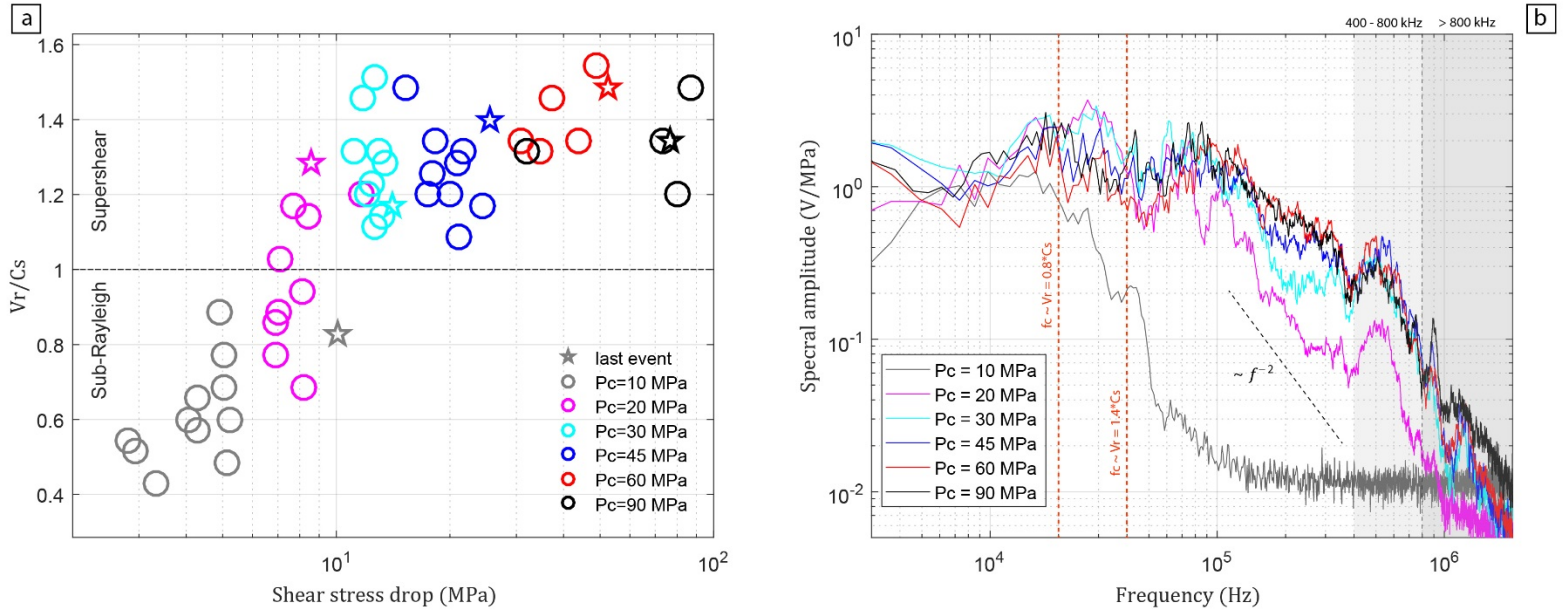 a
1.6
1.4
1.2
1
0.8
0.6
0.4
Vr/Cs
Supershear
Sub-Rayleigh
last event
Pc=10 MPa
Pc=20 MPa
Pc=30 MPa
Pc=45 MPa
Pc=60 MPa
Pc=90 MPa
10¹
10²
Shear stress drop (MPa)
400 - 800 kHz
> 800 kHz
b
10¹
10⁰
10⁻¹
10⁻²
Specral amplitude (V/MPa)
fc ~ Vr = 0.8*Cs
fc ~ Vr = 1.4*Cs
~ f⁻²
Pc = 10 MPa
Pc = 20 MPa
Pc = 30 MPa
Pc = 45 MPa
Pc = 60 MPa
Pc = 90 MPa
10⁴
10⁵
10⁶
Frequency (Hz)